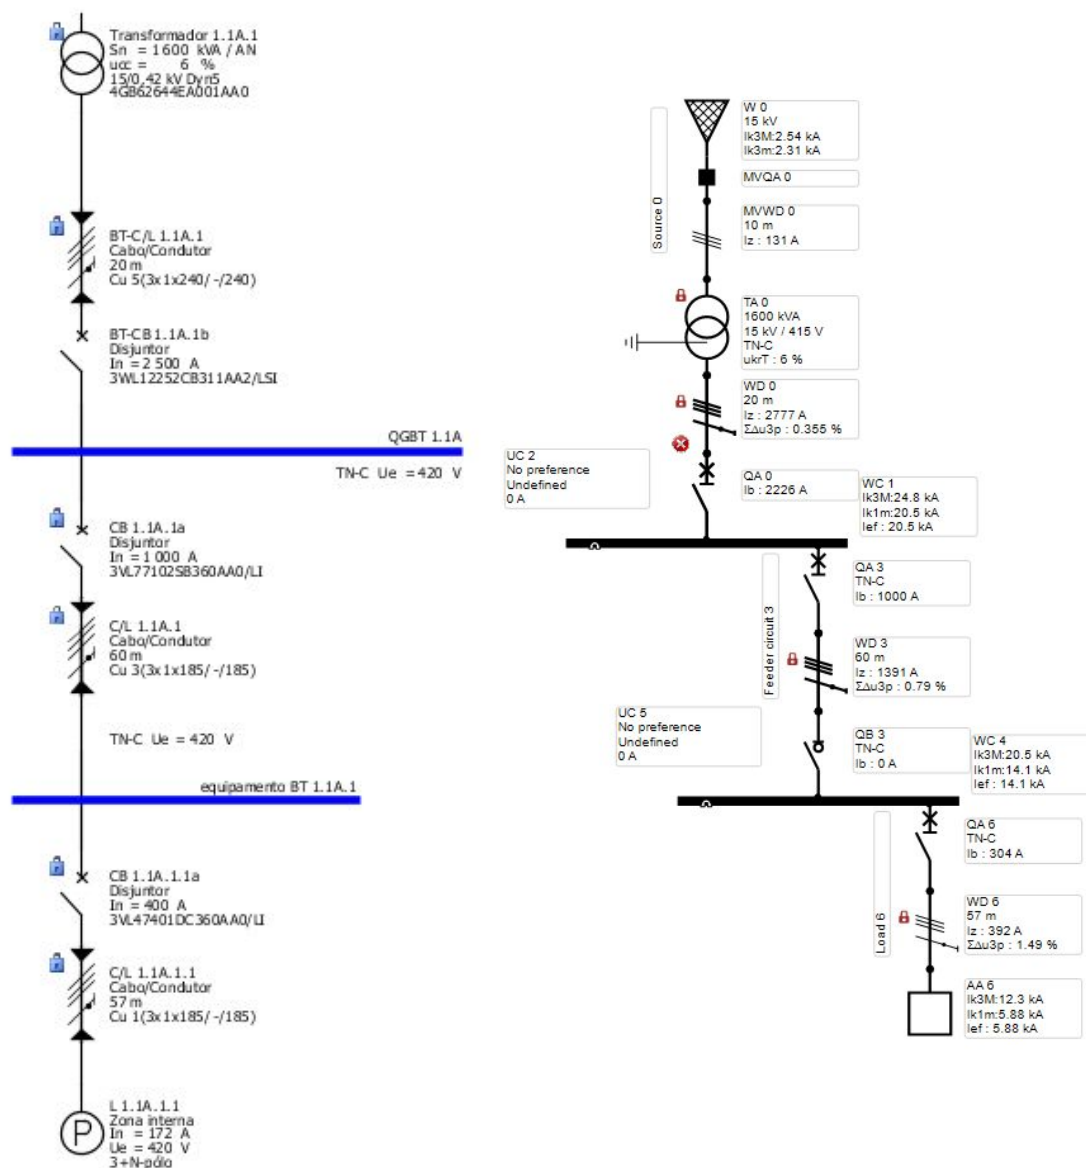 Transformador 1.1A.1
Sn = 1600 kVA / AN
ucc = 6 %
15/0,42 kV Dyn5
4GB62644EA001AA0
BT-C/L 1.1A.1
Cabo/Condutor
20 m
Cu 5(3x1x240/ -/240)
BT-CB 1.1A.1b
Disjuntor
In = 2 500 A
3WL12252CB311AA2/LSI
QGBT 1.1A
TN-C Ue = 420 V
CB 1.1A.1a
Disjuntor
In = 1 000 A
3VL77102SB360AA0/LI
C/L 1.1A.1
Cabo/Condutor
60 m
Cu 3(3x1x185/ -/185)
TN-C Ue = 420 V
equipamento BT 1.1A.1
CB 1.1A.1.1a
Disjuntor
In = 400 A
3VL47401DC360AA0/LI
C/L 1.1A.1.1
Cabo/Condutor
57 m
Cu 1(3x1x185/ -/185)
P
L 1.1A.1.1
Zona interna
In = 172 A
Ue = 420 V
3+N-pólo
Source 0
W 0
15 kV
Ik3M:2.54 kA
Ik3m:2.31 kA
MVQA 0
MVWD 0
10 m
Iz : 131 A
TA 0
1600 kVA
15 kV / 415 V
TN-C
ukrT : 6 %
WD 0
20 m
Iz : 2777 A
ΣΔu3p : 0.355 %
UC 2
No preference
Undefined
0 A
QA 0
Ib : 2226 A
WC 1
Ik3M:24.8 kA
Ik1m:20.5 kA
Ief : 20.5 kA
Feeder circuit 3
QA 3
TN-C
Ib : 1000 A
WD 3
60 m
Iz : 1391 A
ΣΔu3p : 0.79 %
UC 5
No preference
Undefined
0 A
QB 3
TN-C
Ib : 0 A
WC 4
Ik3M:20.5 kA
Ik1m:14.1 kA
Ief : 14.1 kA
Load 6
QA 6
TN-C
Ib : 304 A
WD 6
57 m
Iz : 392 A
ΣΔu3p : 1.49 %
AA 6
Ik3M:12.3 kA
Ik1m:5.88 kA
Ief : 5.88 kA